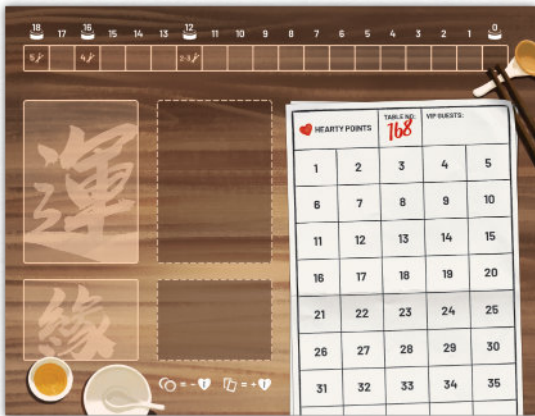 18 17 16 15 14 13 12 11 10 9 8 7 6 5 4 3 2 1 0
5 4 2-3
運
緣
HEARTY POINTS TABLE NO: 168 VIP GUESTS:
1 2 3 4 5
6 7 8 9 10
11 12 13 14 15
16 17 18 19 20
21 22 23 24 25
26 27 28 29 30
31 32 33 34 35
= - 
= +